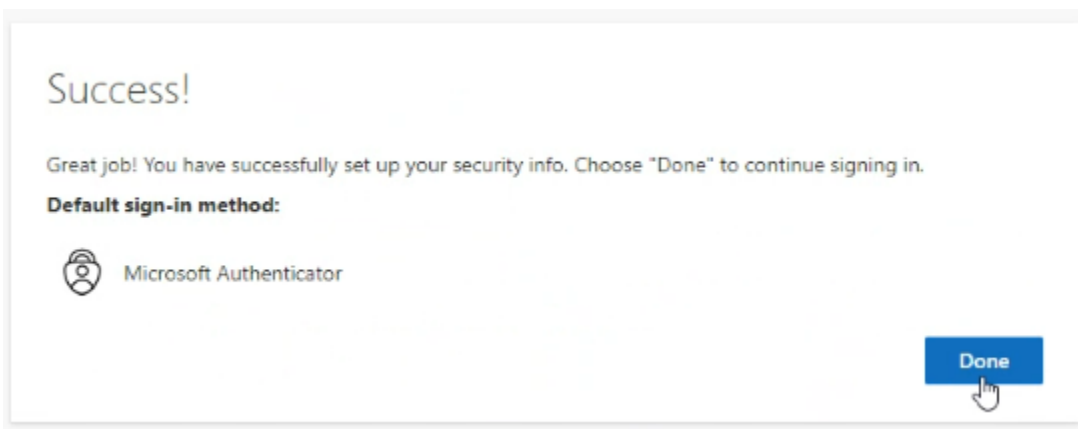 Success!
Great job! You have successfully set up your security info. Choose "Done" to continue signing in.
Default sign-in method:
Microsoft Authenticator
Done